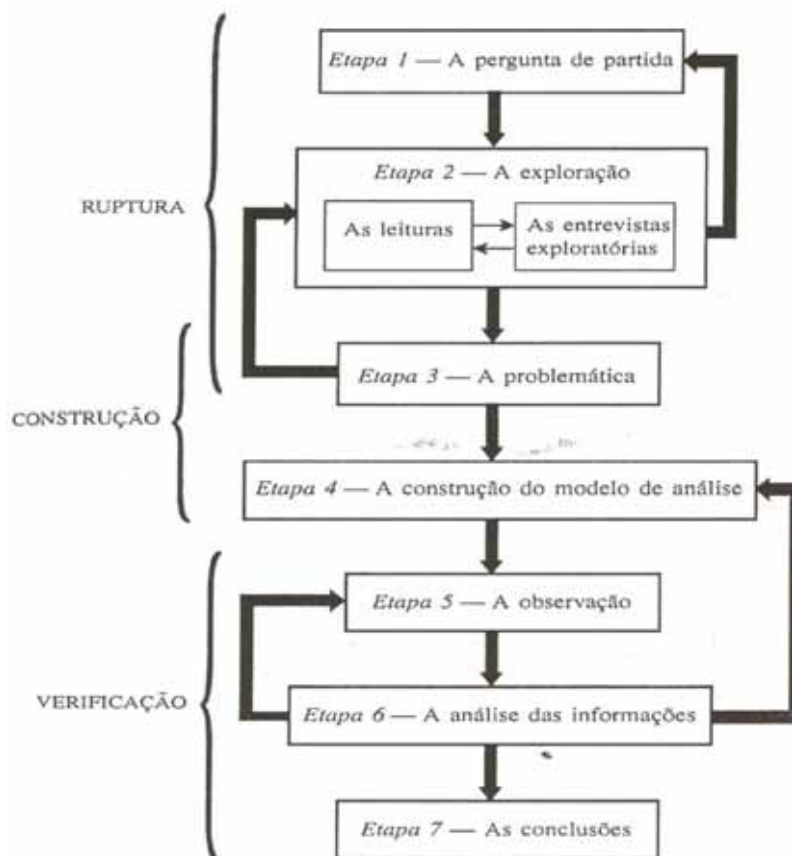 Etapa 1 — A pergunta de partida
Etapa 2 — A exploração
RUPTURA
As leituras
As entrevistas
exploratórias
Etapa 3 — A problemática
CONSTRUÇÃO
Etapa 4 — A construção do modelo de análise
Etapa 5 — A observação
VERIFICAÇÃO
Etapa 6 — A análise das informações
Etapa 7 — As conclusões